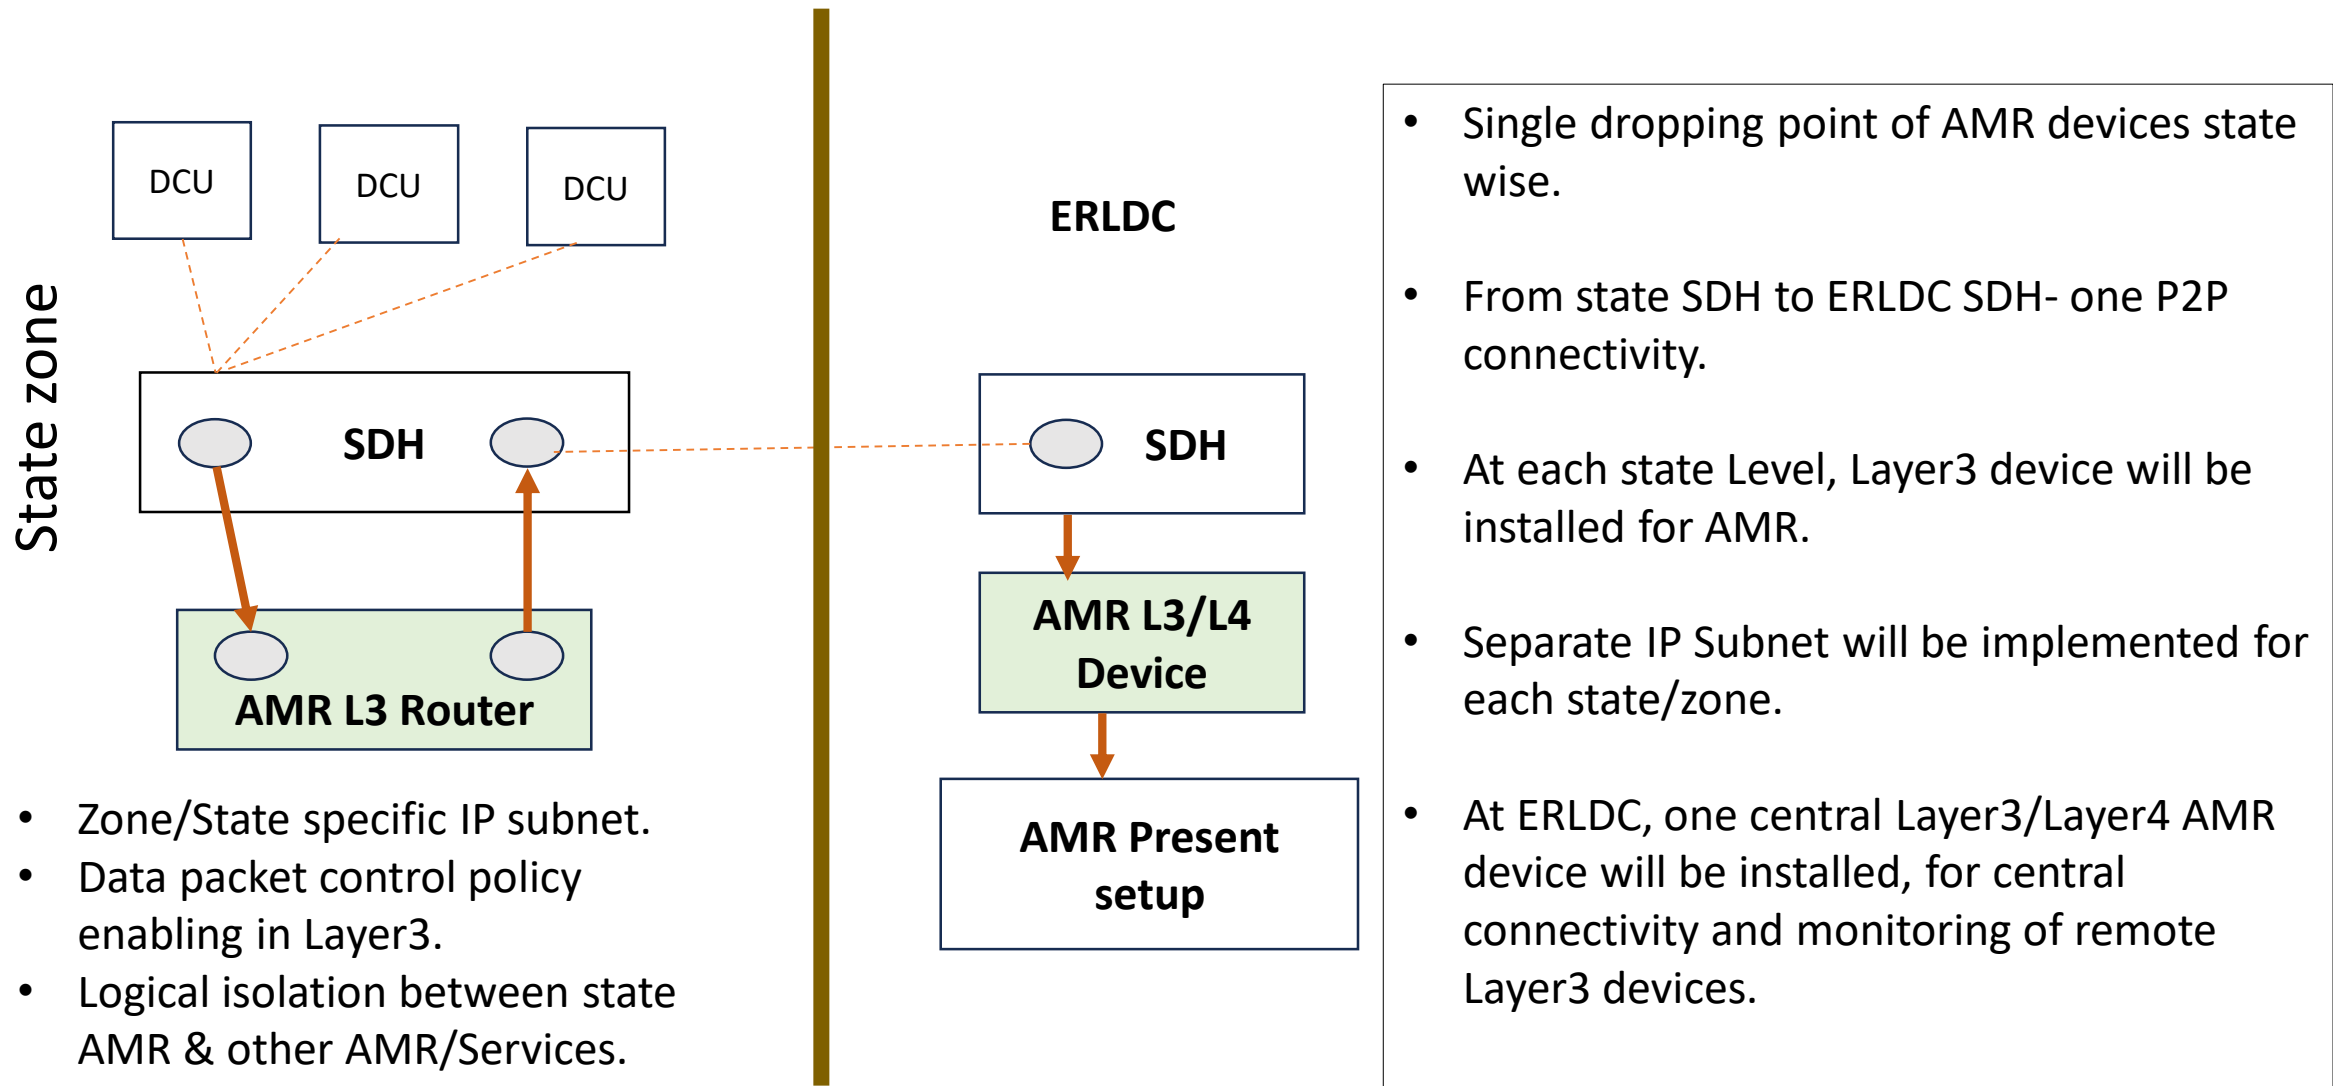 State zone
DCU
DCU
DCU
SDH
AMR L3 Router
• Zone/State specific IP subnet.
• Data packet control policy
enabling in Layer3.
• Logical isolation between state
AMR & other AMR/Services.
ERLDC
SDH
AMR L3/L4
Device
AMR Present
setup
• Single dropping point of AMR devices state
wise.
• From state SDH to ERLDC SDH- one P2P
connectivity.
• At each state Level, Layer3 device will be
installed for AMR.
• Separate IP Subnet will be implemented for
each state/zone.
• At ERLDC, one central Layer3/Layer4 AMR
device will be installed, for central
connectivity and monitoring of remote
Layer3 devices.